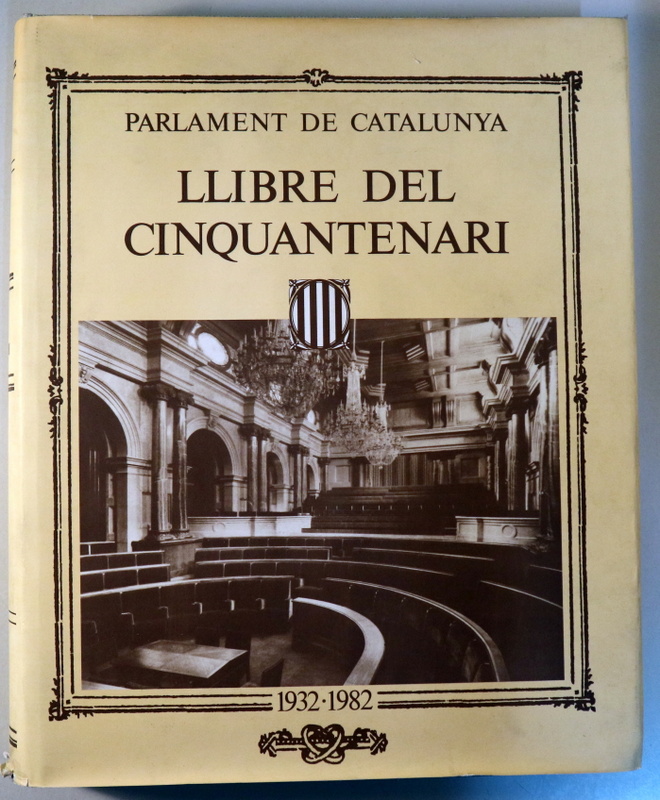 PARLAMENT DE CATALUNYA
LLIBRE DEL
CINQUANTENARI
1932·1982